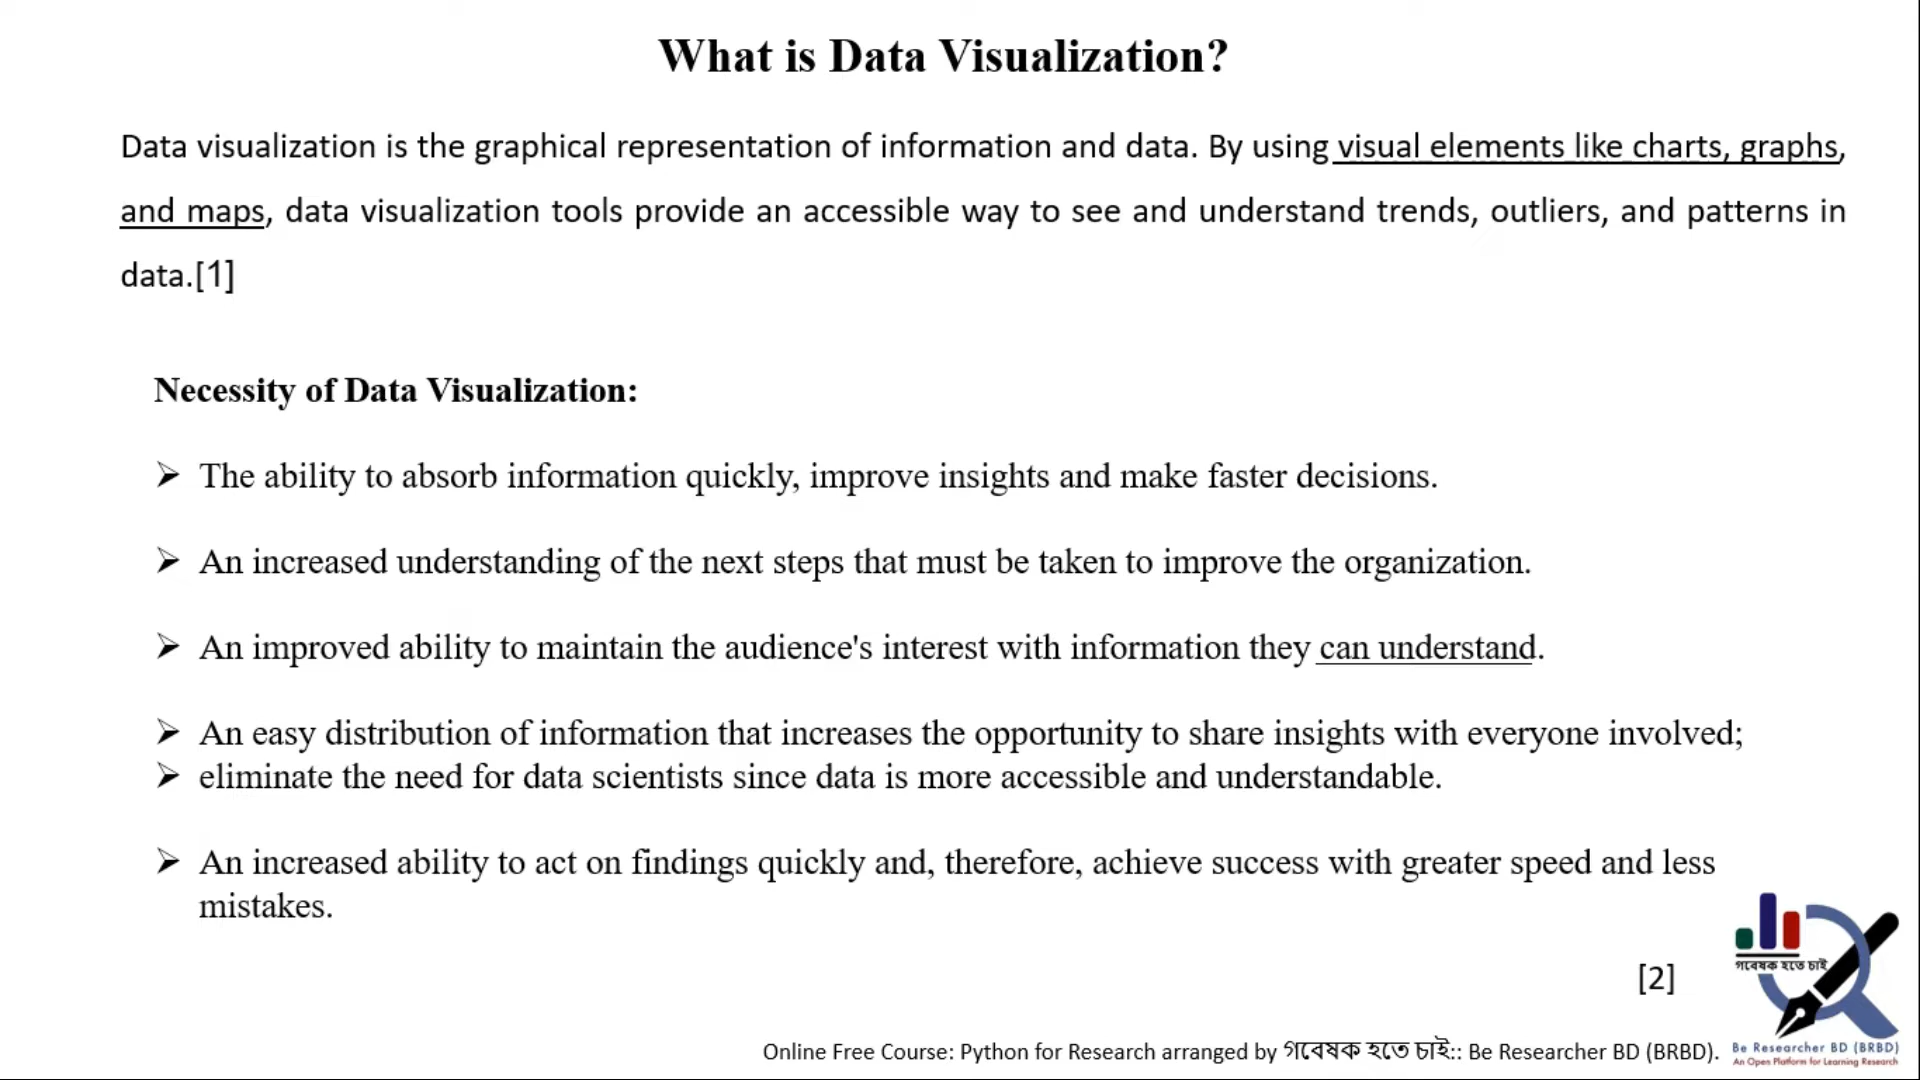 What is Data Visualization?
Data visualization is the graphical representation of information and data. By using visual elements like charts, graphs,
and maps, data visualization tools provide an accessible way to see and understand trends, outliers, and patterns in
data.[1]
Necessity of Data Visualization:
➢ The ability to absorb information quickly, improve insights and make faster decisions.
➢ An increased understanding of the next steps that must be taken to improve the organization.
➢ An improved ability to maintain the audience's interest with information they can understand.
➢ An easy distribution of information that increases the opportunity to share insights with everyone involved;
➢ eliminate the need for data scientists since data is more accessible and understandable.
➢ An increased ability to act on findings quickly and, therefore, achieve success with greater speed and less
mistakes.
[2]
গবেষক হতে চাই
Online Free Course: Python for Research arranged by গবেষক হতে চাই:: Be Researcher BD (BRBD).
Be Researcher BD (BRBD)
An Open Platform for Learning Research